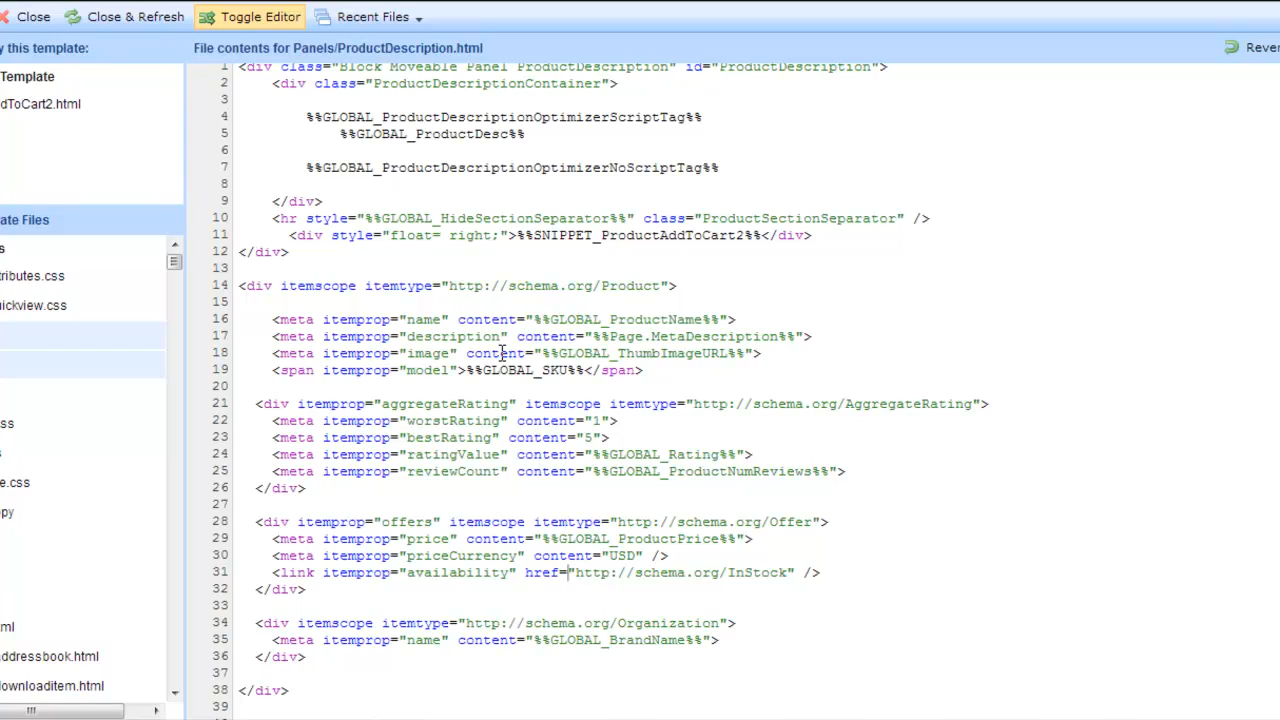 Close Close & Refresh Toggle Editor Recent Files
y this template: File contents for Panels/ProductDescription.html Rever
Template
dToCart2.html
ate Files
s
tributes.css
uickview.css
ss
s
e.css
opy
ml
addressbook.html
downloaditem.html
1 <div class="Block Moveable Panel ProductDescription" id="ProductDescription">
2 <div class="ProductDescriptionContainer">
3
4 %%GLOBAL_ProductDescriptionOptimizerScriptTag%%
5 %%GLOBAL_ProductDesc%%
6
7 %%GLOBAL_ProductDescriptionOptimizerNoScriptTag%%
8
9 </div>
10 <hr style="%%GLOBAL_HideSectionSeparator%%" class="ProductSectionSeparator" />
11 <div style="float= right;">%%SNIPPET_ProductAddToCart2%%</div>
12 </div>
13
14 <div itemscope itemtype="http://schema.org/Product">
15
16 <meta itemprop="name" content="%%GLOBAL_ProductName%%">
17 <meta itemprop="description" content="%%Page.MetaDescription%%">
18 <meta itemprop="image" content="%%GLOBAL_ThumbImageURL%%">
19 <span itemprop="model">%%GLOBAL_SKU%%</span>
20
21 <div itemprop="aggregateRating" itemscope itemtype="http://schema.org/AggregateRating">
22 <meta itemprop="worstRating" content="1">
23 <meta itemprop="bestRating" content="5">
24 <meta itemprop="ratingValue" content="%%GLOBAL_Rating%%">
25 <meta itemprop="reviewCount" content="%%GLOBAL_ProductNumReviews%%">
26 </div>
27
28 <div itemprop="offers" itemscope itemtype="http://schema.org/Offer">
29 <meta itemprop="price" content="%%GLOBAL_ProductPrice%%">
30 <meta itemprop="priceCurrency" content="USD" />
31 <link itemprop="availability" href="http://schema.org/InStock" />
32 </div>
33
34 <div itemscope itemtype="http://schema.org/Organization">
35 <meta itemprop="name" content="%%GLOBAL_BrandName%%">
36 </div>
37
38 </div>
39